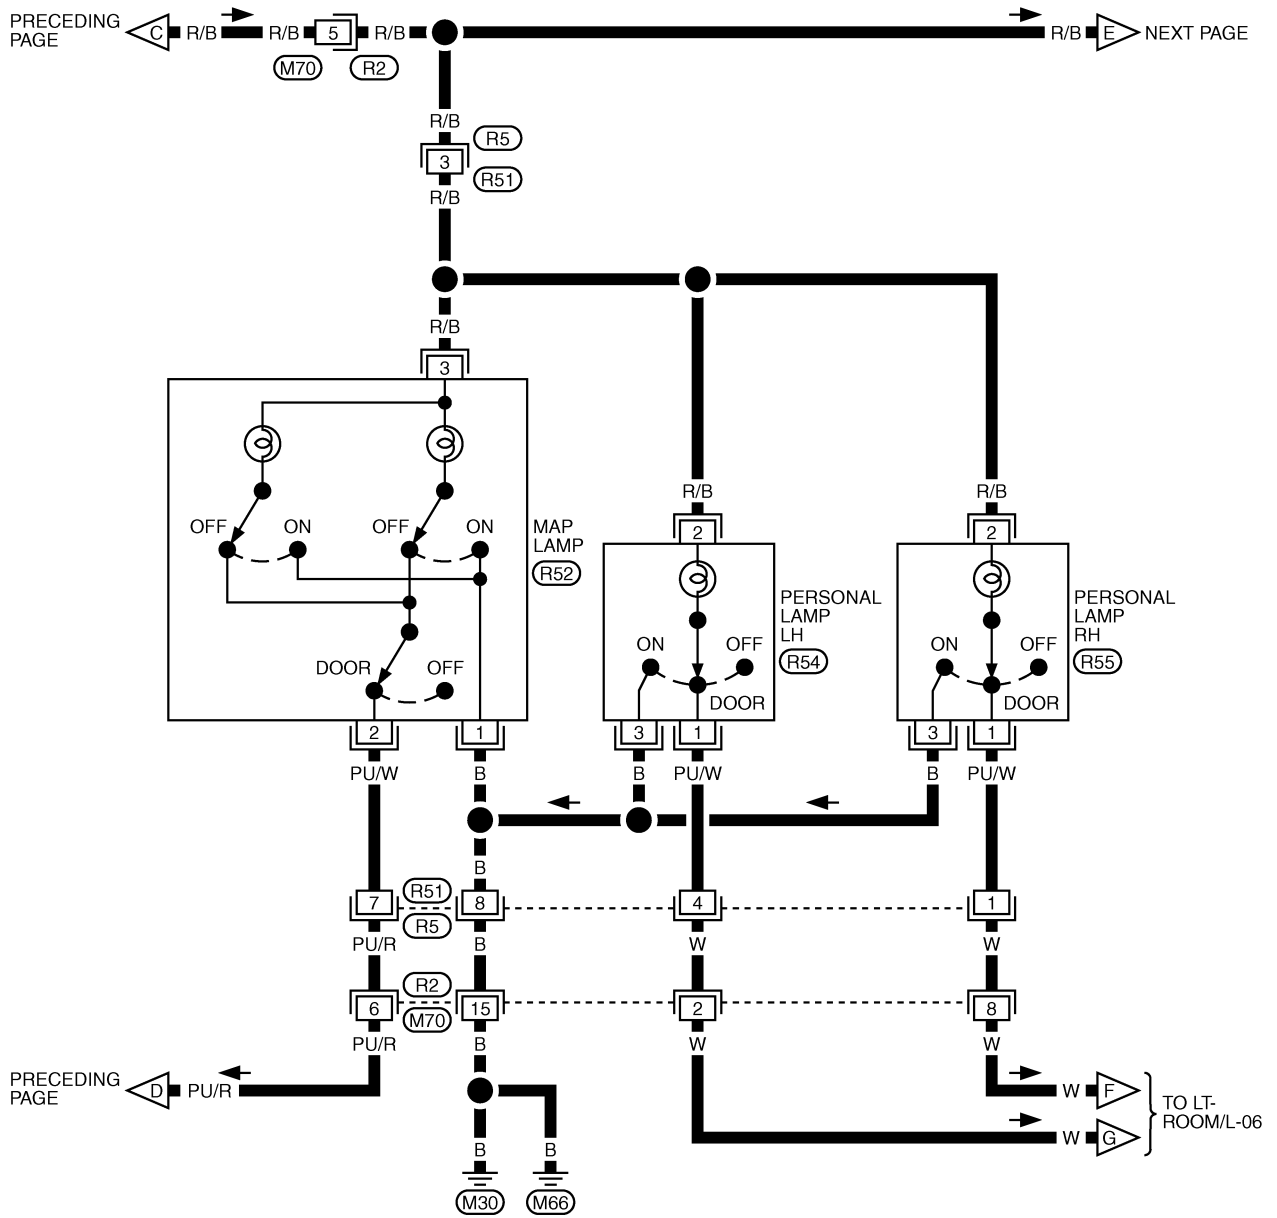 PRECEDING
PAGE
C R/B R/B 5 R/B R/B E NEXT PAGE
M70 R2
R/B
R5
3
R51
R/B
R/B
3
R/B R/B
OFF ON OFF ON
MAP
LAMP
R52
2 2
DOOR OFF
ON OFF
DOOR
PERSONAL
LAMP
LH
R54
ON OFF
DOOR
PERSONAL
LAMP
RH
R55
2 1 3 1 3 1
PU/W B B PU/W B PU/W
B
R51
7 8 4 1
R5
PU/R B W W
R2
6 15 2 8
M70
PU/R B W W
PRECEDING
PAGE
D PU/R
W F
W G
TO LT-
ROOM/L-06
B B
M30 M66